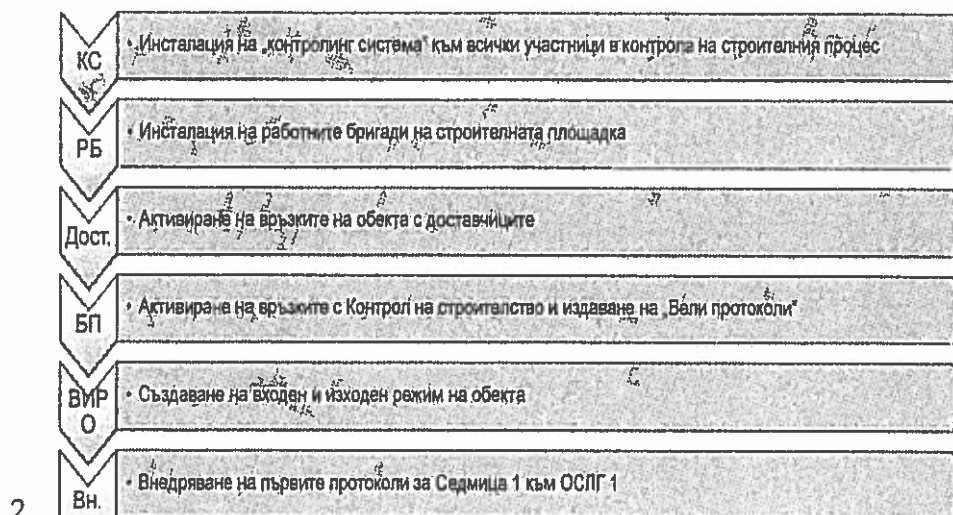 КС
• Инсталация на „контролинг система“ към всички участници в контрола на строителния процес
РБ
• Инсталация на работните бригади на строителната площадка
Дост.
• Активиране на връзките на обекта с доставчиците
БП
• Активиране на връзките с Контрол на строителство и издаване на „Бели протоколи“
ВИР
О
• Създаване на входен и изходен режим на обекта
Вн.
• Внедряване на първите протоколи за Седмица 1 към ОСЛГ 1
2